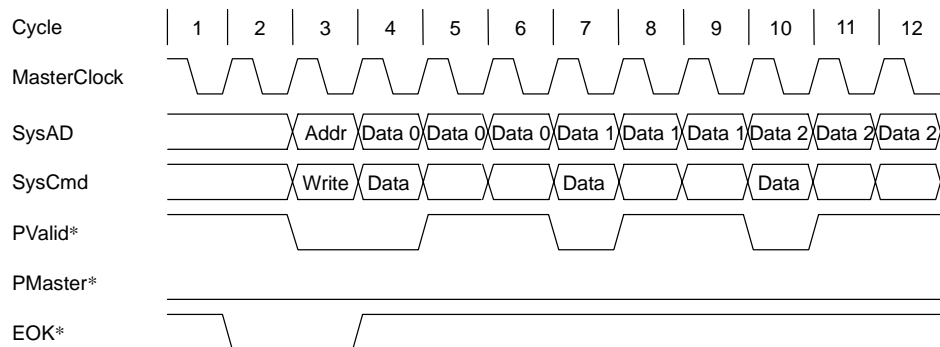 Cycle 1 2 3 4 5 6 7 8 9 10 11 12
MasterClock
SysAD Addr Data 0 Data 0 Data 0 Data 1 Data 1 Data 1 Data 2 Data 2 Data 2
SysCmd Write Data Data Data
PValid*
PMaster*
EOK*